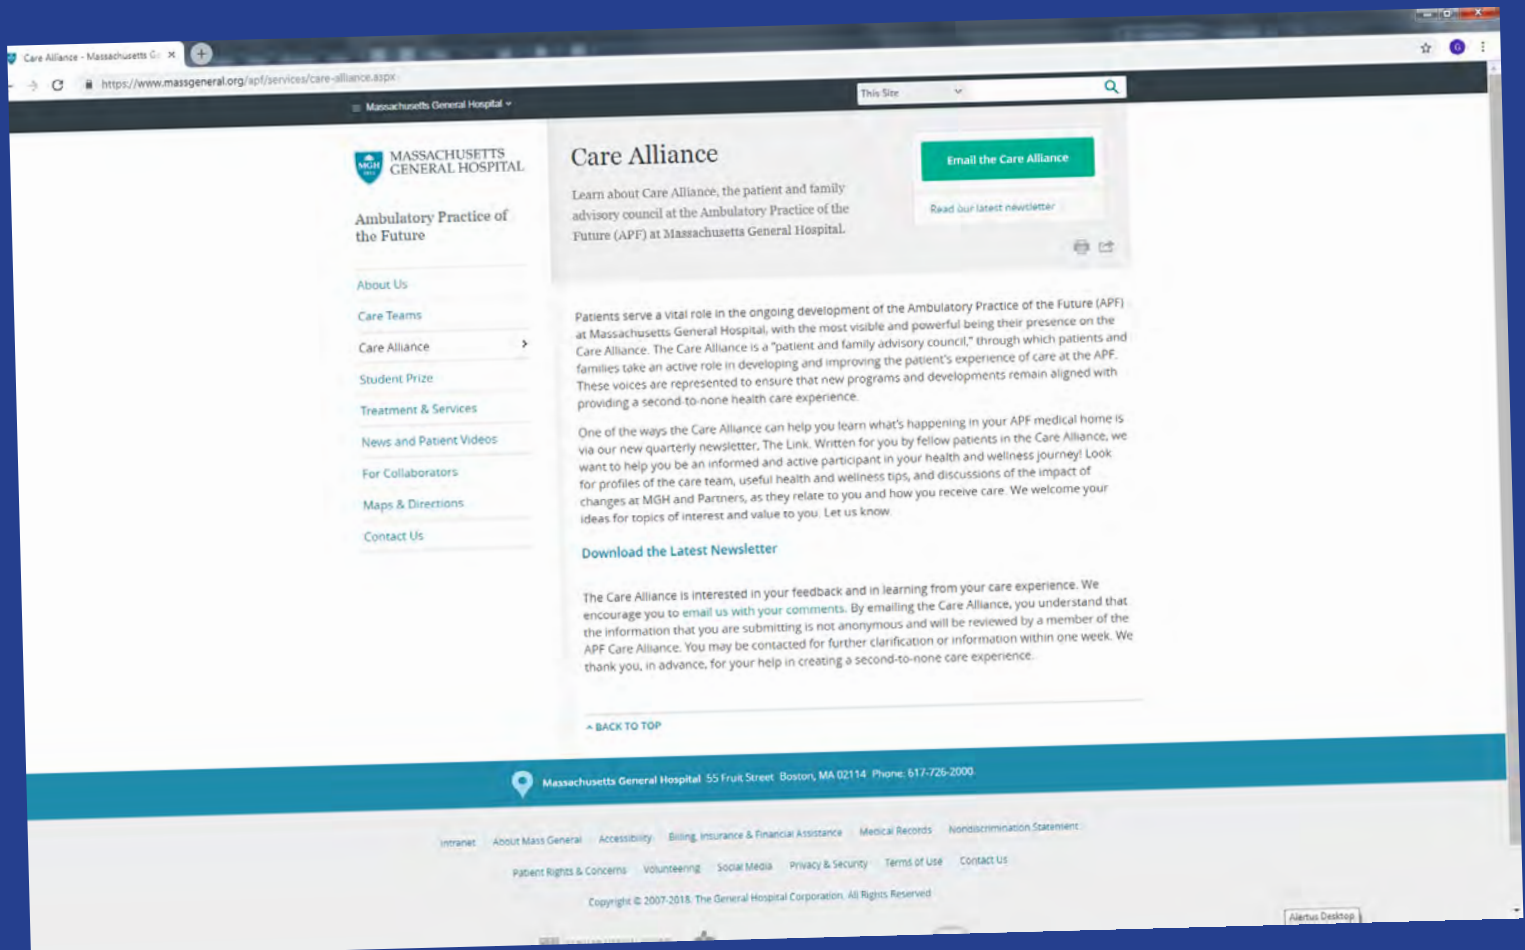 Care Alliance - Massachusetts Ge
https://www.massgeneral.org/apf/services/care-alliance.aspx
Massachusetts General Hospital
This Site
MGH
1811
MASSACHUSETTS
GENERAL HOSPITAL
Ambulatory Practice of
the Future
About Us
Care Teams
Care Alliance
Student Prize
Treatment & Services
News and Patient Videos
For Collaborators
Maps & Directions
Contact Us
Care Alliance
Learn about Care Alliance, the patient and family
advisory council at the Ambulatory Practice of the
Future (APF) at Massachusetts General Hospital.
Email the Care Alliance
Read our latest newsletter
Patients serve a vital role in the ongoing development of the Ambulatory Practice of the Future (APF)
at Massachusetts General Hospital, with the most visible and powerful being their presence on the
Care Alliance. The Care Alliance is a "patient and family advisory council," through which patients and
families take an active role in developing and improving the patient's experience of care at the APF.
These voices are represented to ensure that new programs and developments remain aligned with
providing a second-to-none health care experience.
One of the ways the Care Alliance can help you learn what's happening in your APF medical home is
via our new quarterly newsletter, The Link. Written for you by fellow patients in the Care Alliance, we
want to help you be an informed and active participant in your health and wellness journey! Look
for profiles of the care team, useful health and wellness tips, and discussions of the impact of
changes at MGH and Partners, as they relate to you and how you receive care. We welcome your
ideas for topics of interest and value to you. Let us know.
Download the Latest Newsletter
The Care Alliance is interested in your feedback and in learning from your care experience. We
encourage you to email us with your comments. By emailing the Care Alliance, you understand that
the information that you are submitting is not anonymous and will be reviewed by a member of the
APF Care Alliance. You may be contacted for further clarification or information within one week. We
thank you, in advance, for your help in creating a second-to-none care experience.
BACK TO TOP
Massachusetts General Hospital 55 Fruit Street Boston, MA 02114 Phone: 617-726-2000
Intranet About Mass General Accessibility Billing, Insurance & Financial Assistance Medical Records Nondiscrimination Statement
Patient Rights & Concerns Volunteering Social Media Privacy & Security Terms of Use Contact Us
Copyright © 2007-2018. The General Hospital Corporation. All Rights Reserved
Alertus Desktop